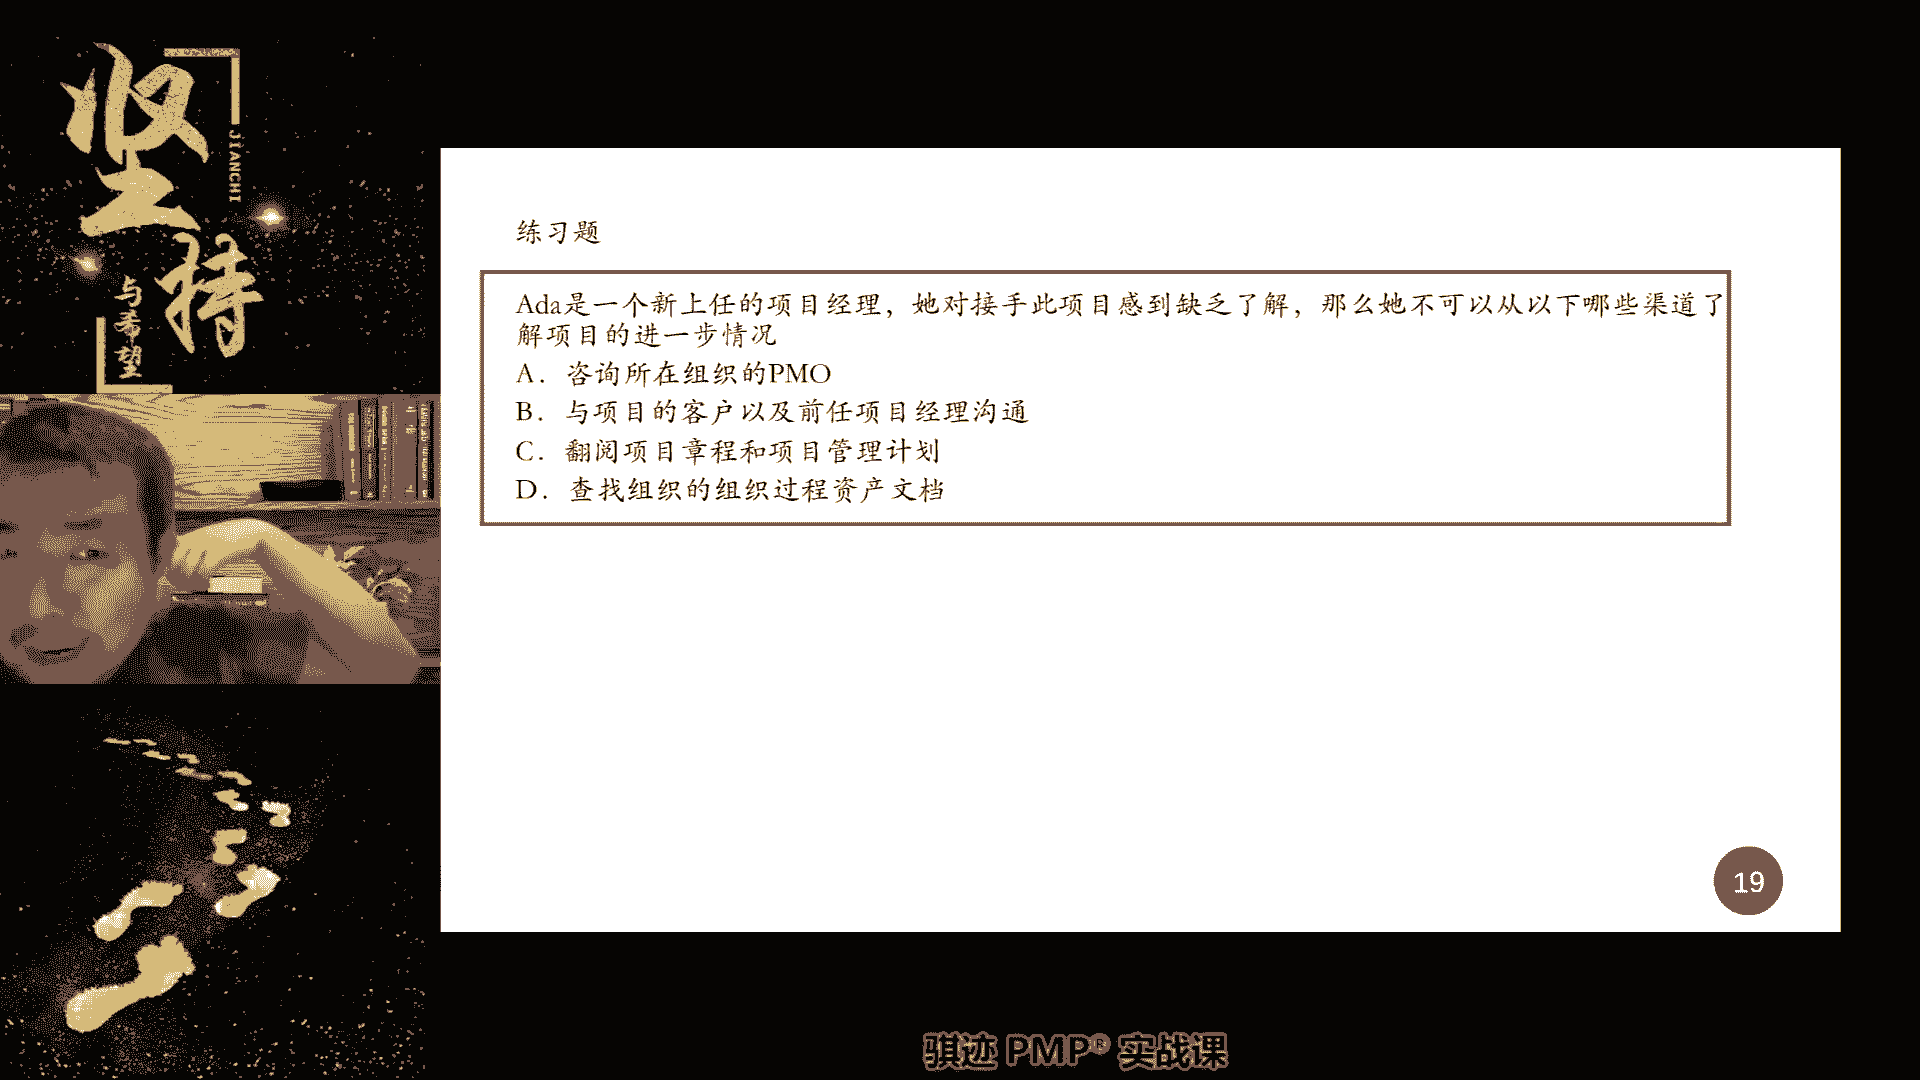 坚持
JIANCHI
与希望
练习题
Ada是一个新上任的项目经理，她对接手此项目感到缺乏了解，那么她不可以从以下哪些渠道了
解项目的进一步情况
A．咨询所在组织的PMO
B．与项目的客户以及前任项目经理沟通
C．翻阅项目章程和项目管理计划
D．查找组织的组织过程资产文档
19
骐迹 PMP® 实战课